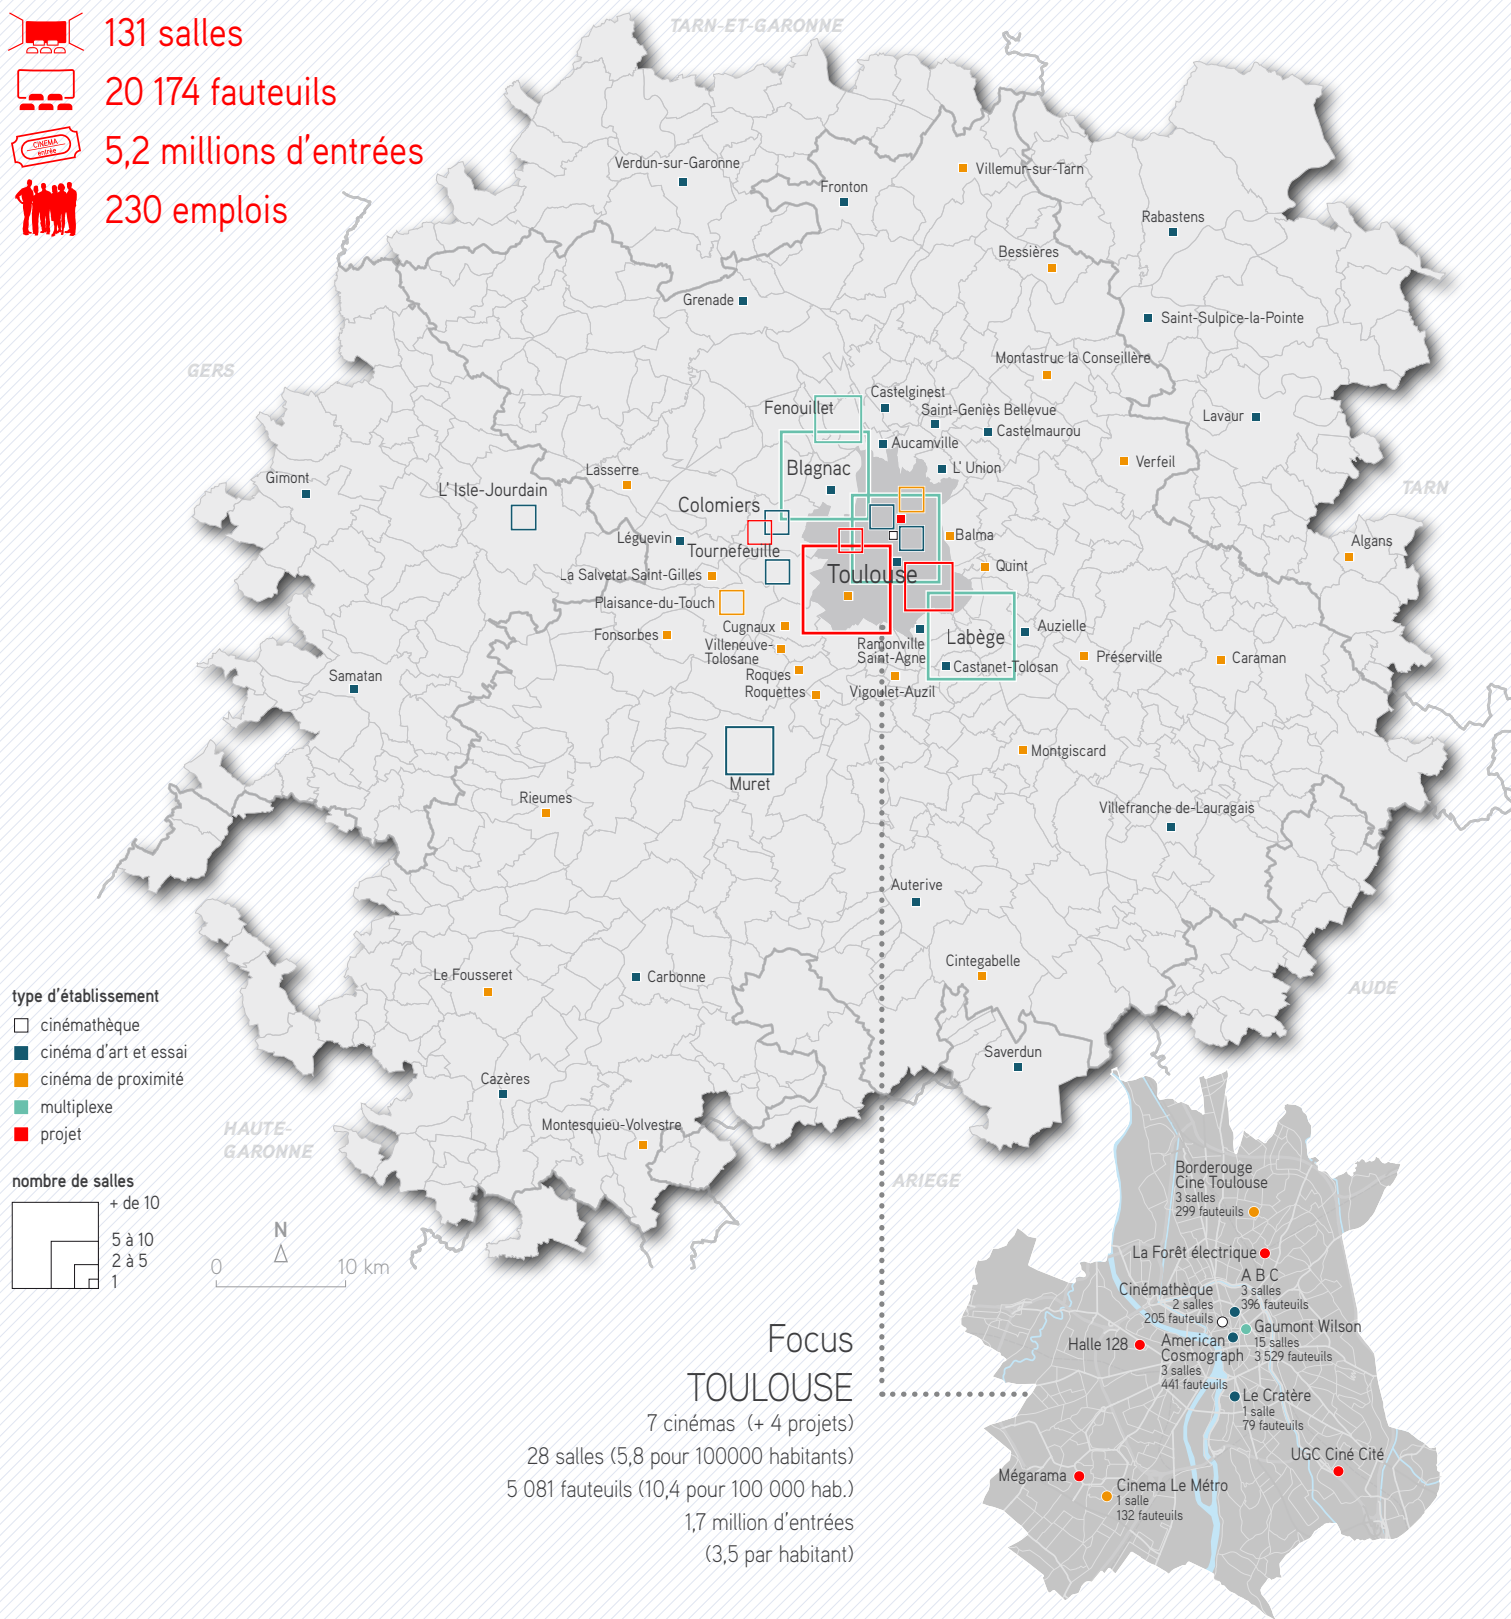 131 salles
20 174 fauteuils
CINEMA
entrée
5,2 millions d'entrées
230 emplois
TARN-ET-GARONNE
Verdun-sur-Garonne
Fronton
Villemur-sur-Tarn
Rabastens
Bessières
Grenade
Saint-Sulpice-la-Pointe
Montastruc la Conseillère
GERS
Castelginest
Fenouillet
Saint-Geniès Bellevue
Lavaur
Castelmaurou
Aucamville
Verfeil
Blagnac
L' Union
Lasserre
Gimont
L' Isle-Jourdain
TARN
Colomiers
Léguevin
Balma
Algans
Tournefeuille
Quint
La Salvetat Saint-Gilles
Toulouse
Plaisance-du-Touch
Cugnaux
Auzielle
Fonsorbes
Labège
Villeneuve-
Tolosane
Ramonville
Saint-Agne
Préserville
Caraman
Castanet-Tolosan
Samatan
Roques
Roquettes
Vigoulet-Auzil
Montgiscard
Muret
Rieumes
Villefranche de-Lauragais
Auterive
Cintegabelle
Le Fousseret
Carbonne
AUDE
Saverdun
Cazères
Montesquieu-Volvestre
HAUTE-
GARONNE
ARIEGE
type d'établissement
cinémathèque
cinéma d'art et essai
cinéma de proximité
multiplexe
projet
nombre de salles
+ de 10
5 à 10
2 à 5
1
N
0
10 km
Focus
TOULOUSE
7 cinémas (+ 4 projets)
28 salles (5,8 pour 100000 habitants)
5 081 fauteuils (10,4 pour 100 000 hab.)
1,7 million d'entrées
(3,5 par habitant)
Borderouge
Cine Toulouse
3 salles
299 fauteuils
La Forêt électrique
A B C
3 salles
396 fauteuils
Cinémathèque
2 salles
205 fauteuils
Gaumont Wilson
15 salles
3 529 fauteuils
Halle 128
American
Cosmograph
3 salles
441 fauteuils
Le Cratère
1 salle
79 fauteuils
UGC Ciné Cité
Mégarama
Cinema Le Métro
1 salle
132 fauteuils